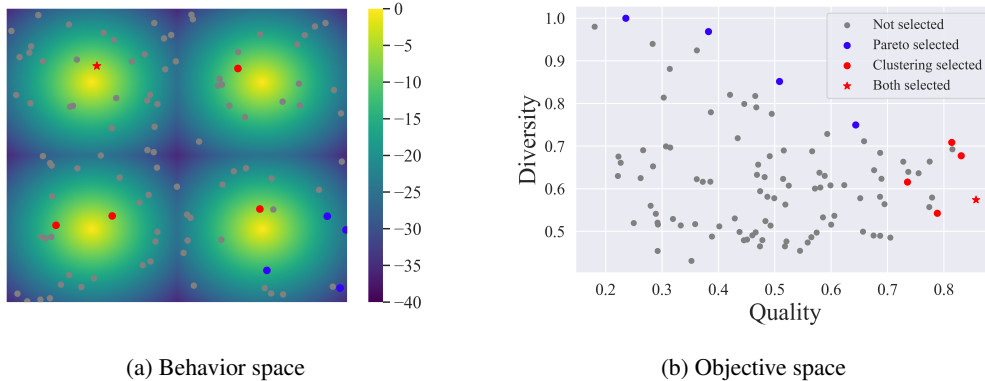 0
−5
−10
−15
−20
−25
−30
−35
−40
(a) Behavior space
1.0
0.9
0.8
0.7
0.6
0.5
Diversity
0.2 0.3 0.4 0.5 0.6 0.7 0.8
Quality
Not selected
Pareto selected
Clustering selected
Both selected
(b) Objective space